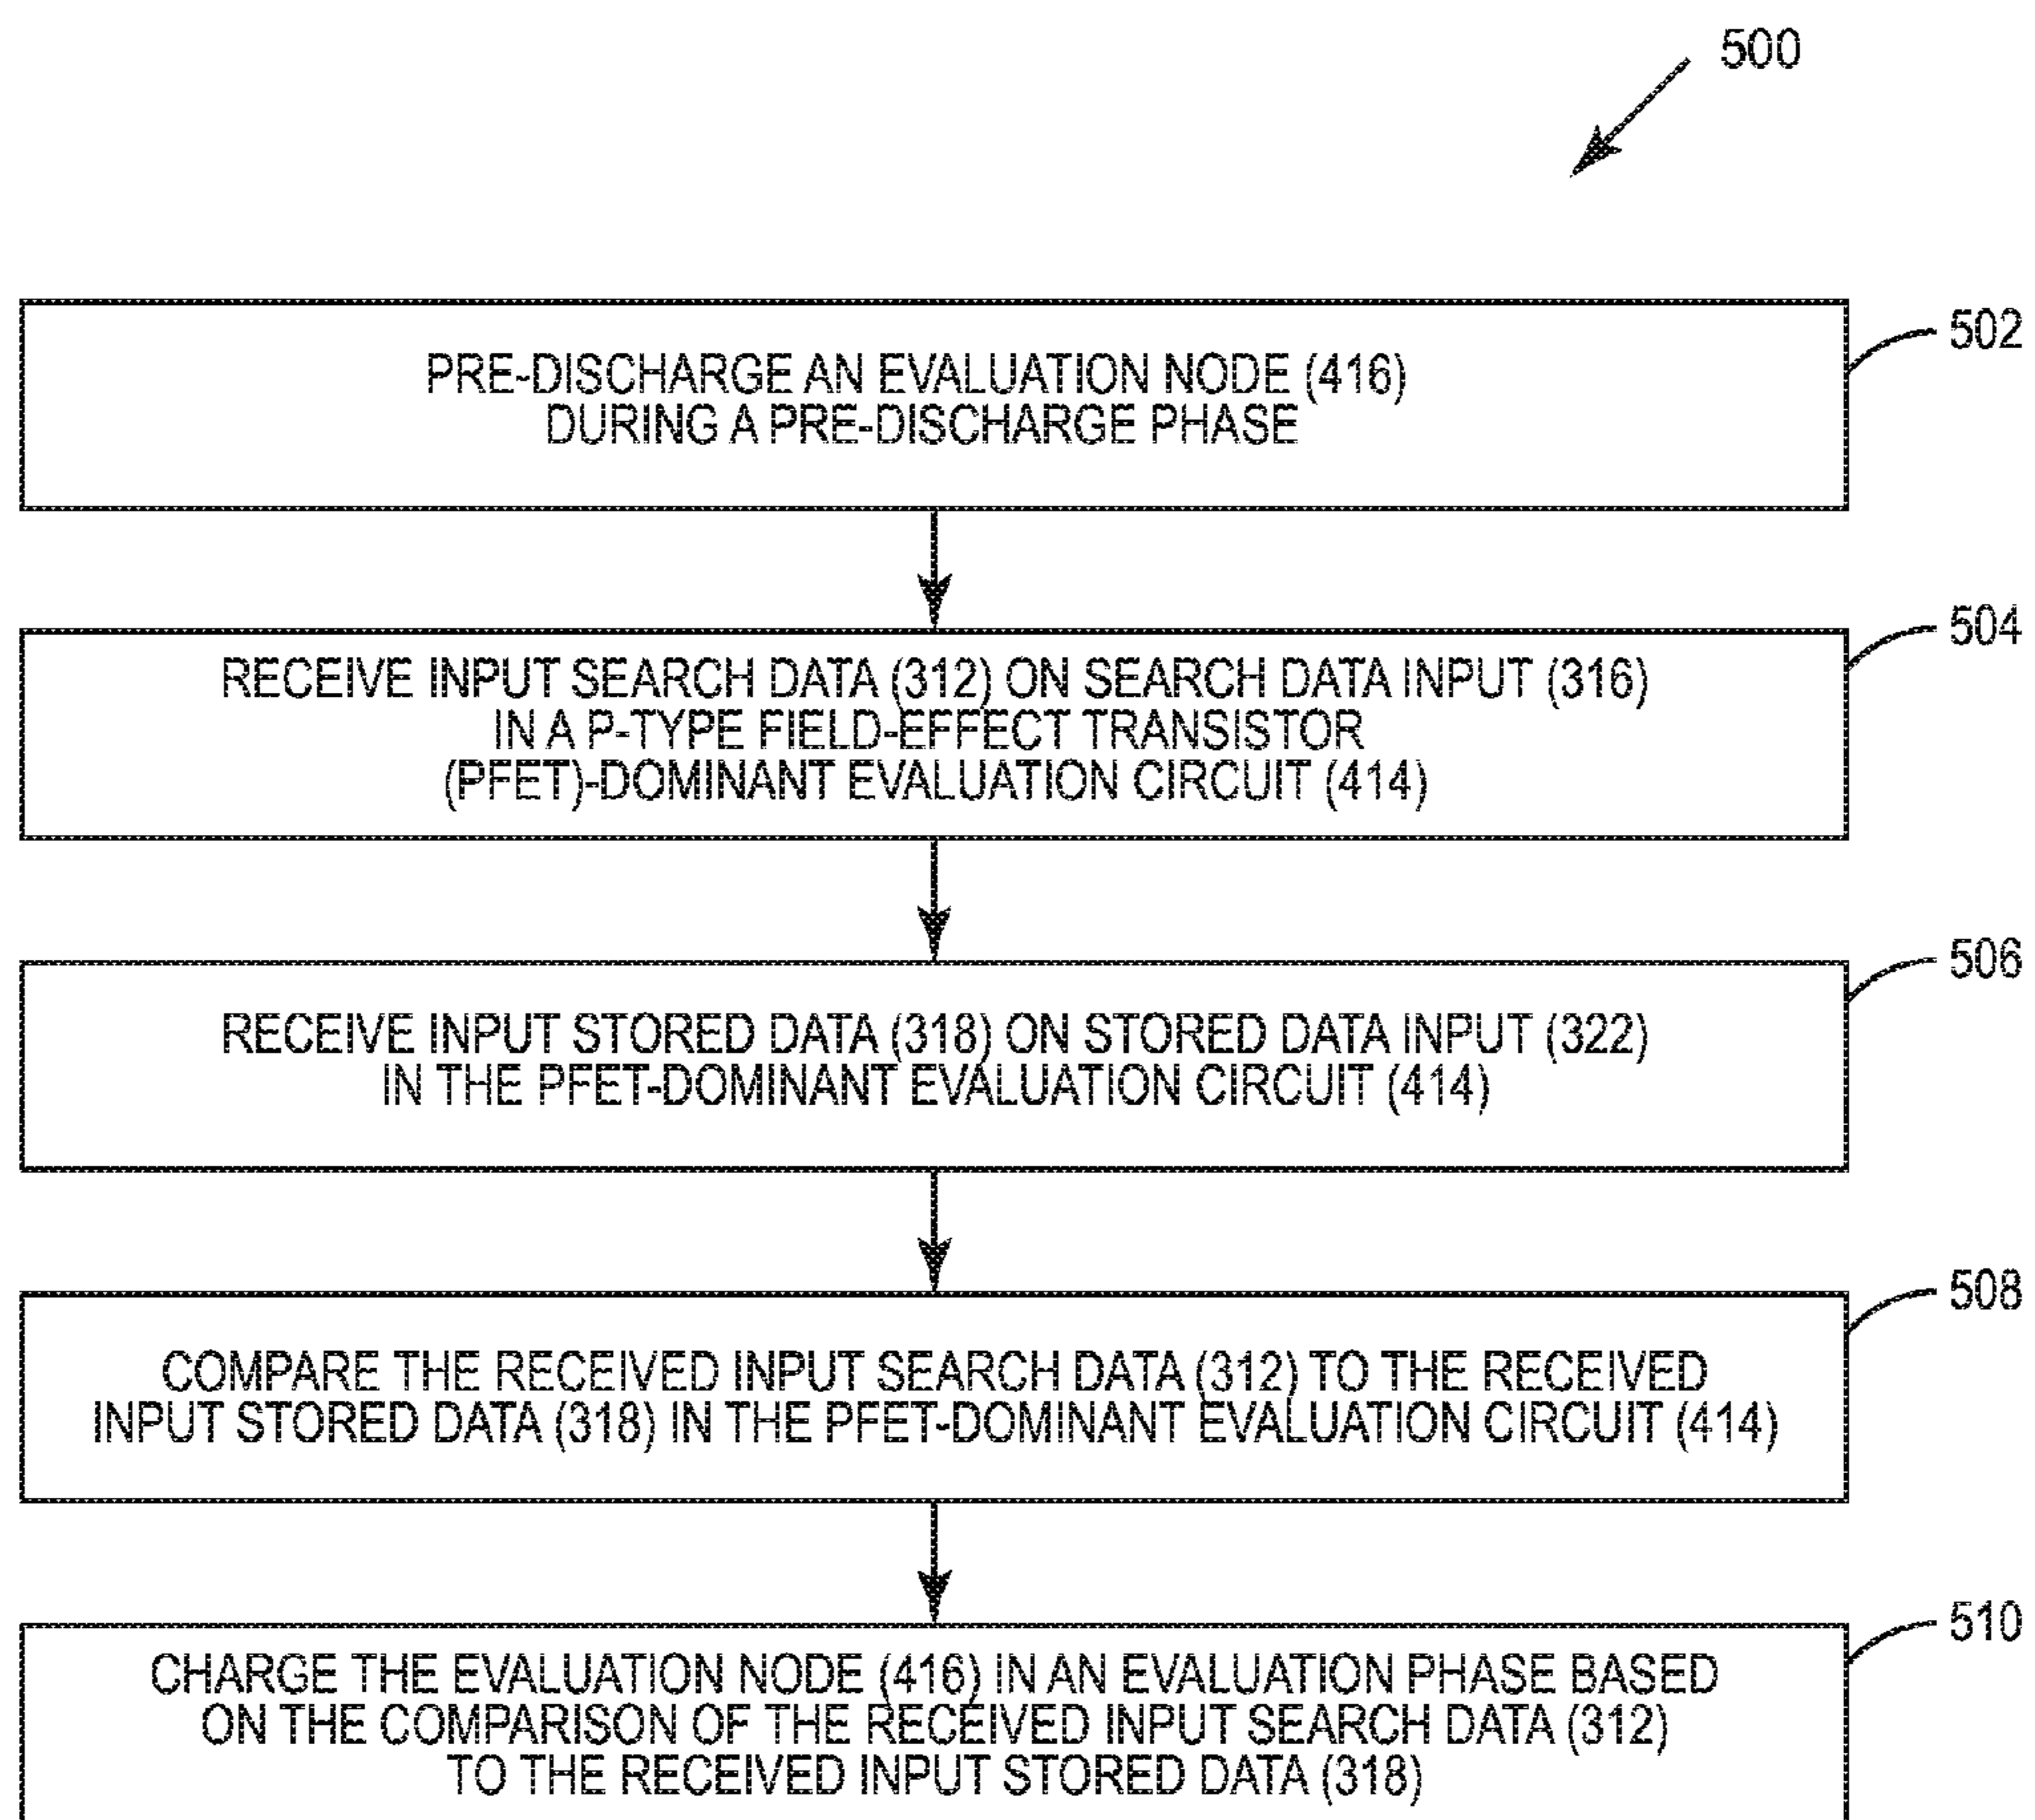 500
PRE-DISCHARGE AN EVALUATION NODE (416)
DURING A PRE-DISCHARGE PHASE
502
RECEIVE INPUT SEARCH DATA (312) ON SEARCH DATA INPUT (316)
IN A P-TYPE FIELD-EFFECT TRANSISTOR
(PFET)-DOMINANT EVALUATION CIRCUIT (414)
504
RECEIVE INPUT STORED DATA (318) ON STORED DATA INPUT (322)
IN THE PFET-DOMINANT EVALUATION CIRCUIT (414)
506
COMPARE THE RECEIVED INPUT SEARCH DATA (312) TO THE RECEIVED
INPUT STORED DATA (318) IN THE PFET-DOMINANT EVALUATION CIRCUIT (414)
508
CHARGE THE EVALUATION NODE (416) IN AN EVALUATION PHASE BASED
ON THE COMPARISON OF THE RECEIVED INPUT SEARCH DATA (312)
TO THE RECEIVED INPUT STORED DATA (318)
510